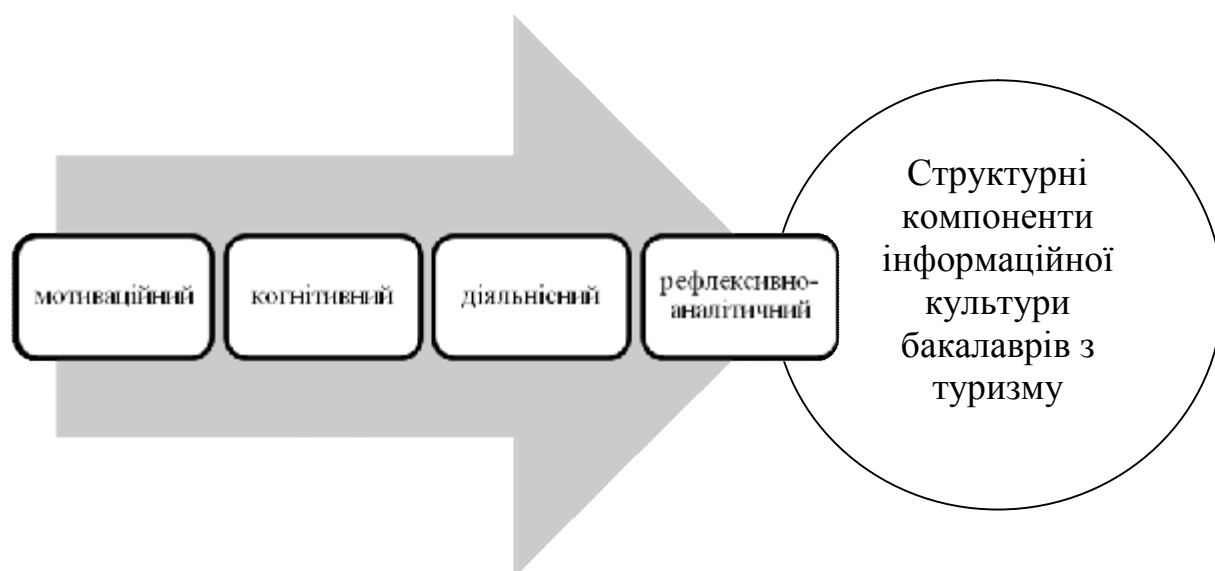 мотиваційний
когнітивний
діяльнісний
рефлексивно-
аналітичний
Структурні
компоненти
інформаційної
культури
бакалаврів з
туризму